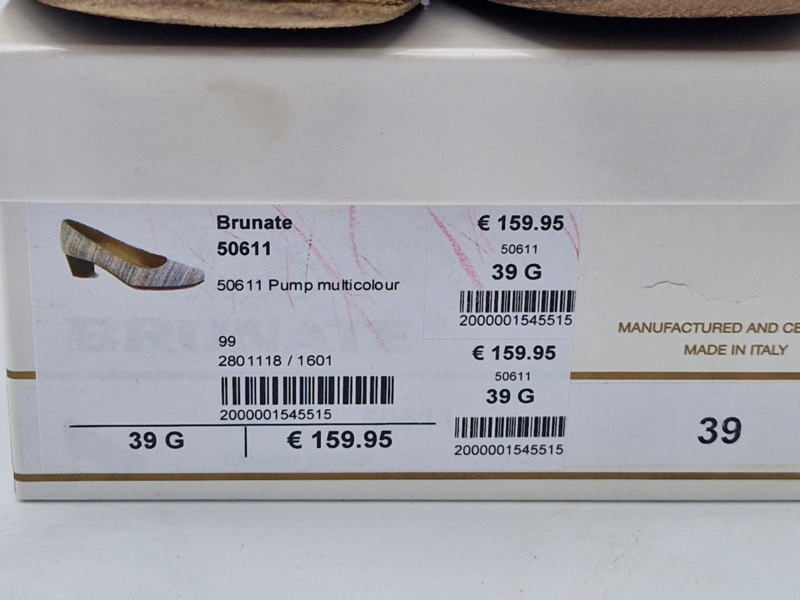 Brunate
50611
50611 Pump multicolour
99
2801118 / 1601
2000001545515
39 G
€ 159.95
€ 159.95
50611
39 G
2000001545515
€ 159.95
50611
39 G
2000001545515
MANUFACTURED AND CE
MADE IN ITALY
39